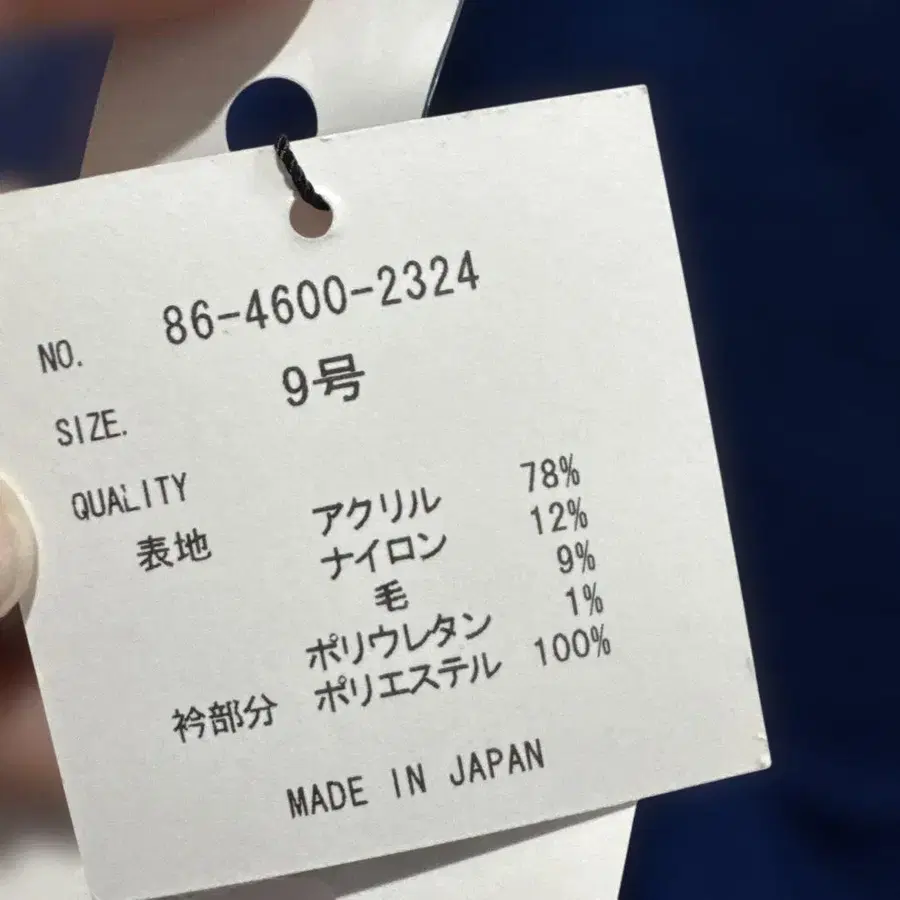 NO. 86-4600-2324
SIZE. 9号
QUALITY
表地 アクリル 78%
ナイロン 12%
毛 9%
ポリウレタン 1%
衿部分 ポリエステル 100%
MADE IN JAPAN